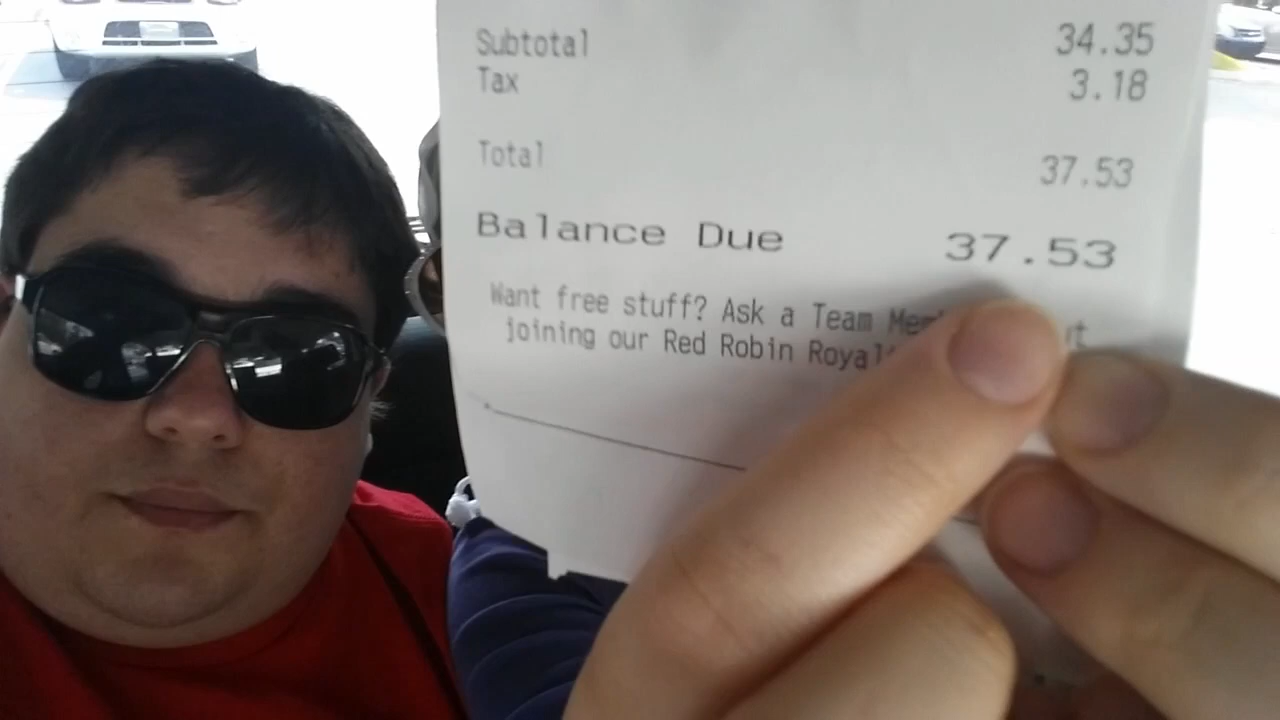 Subtotal 34.35
Tax 3.18
Total 37.53
Balance Due 37.53
Want free stuff? Ask a Team
joining our Red Robin